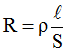 R = ρ ℓ/S